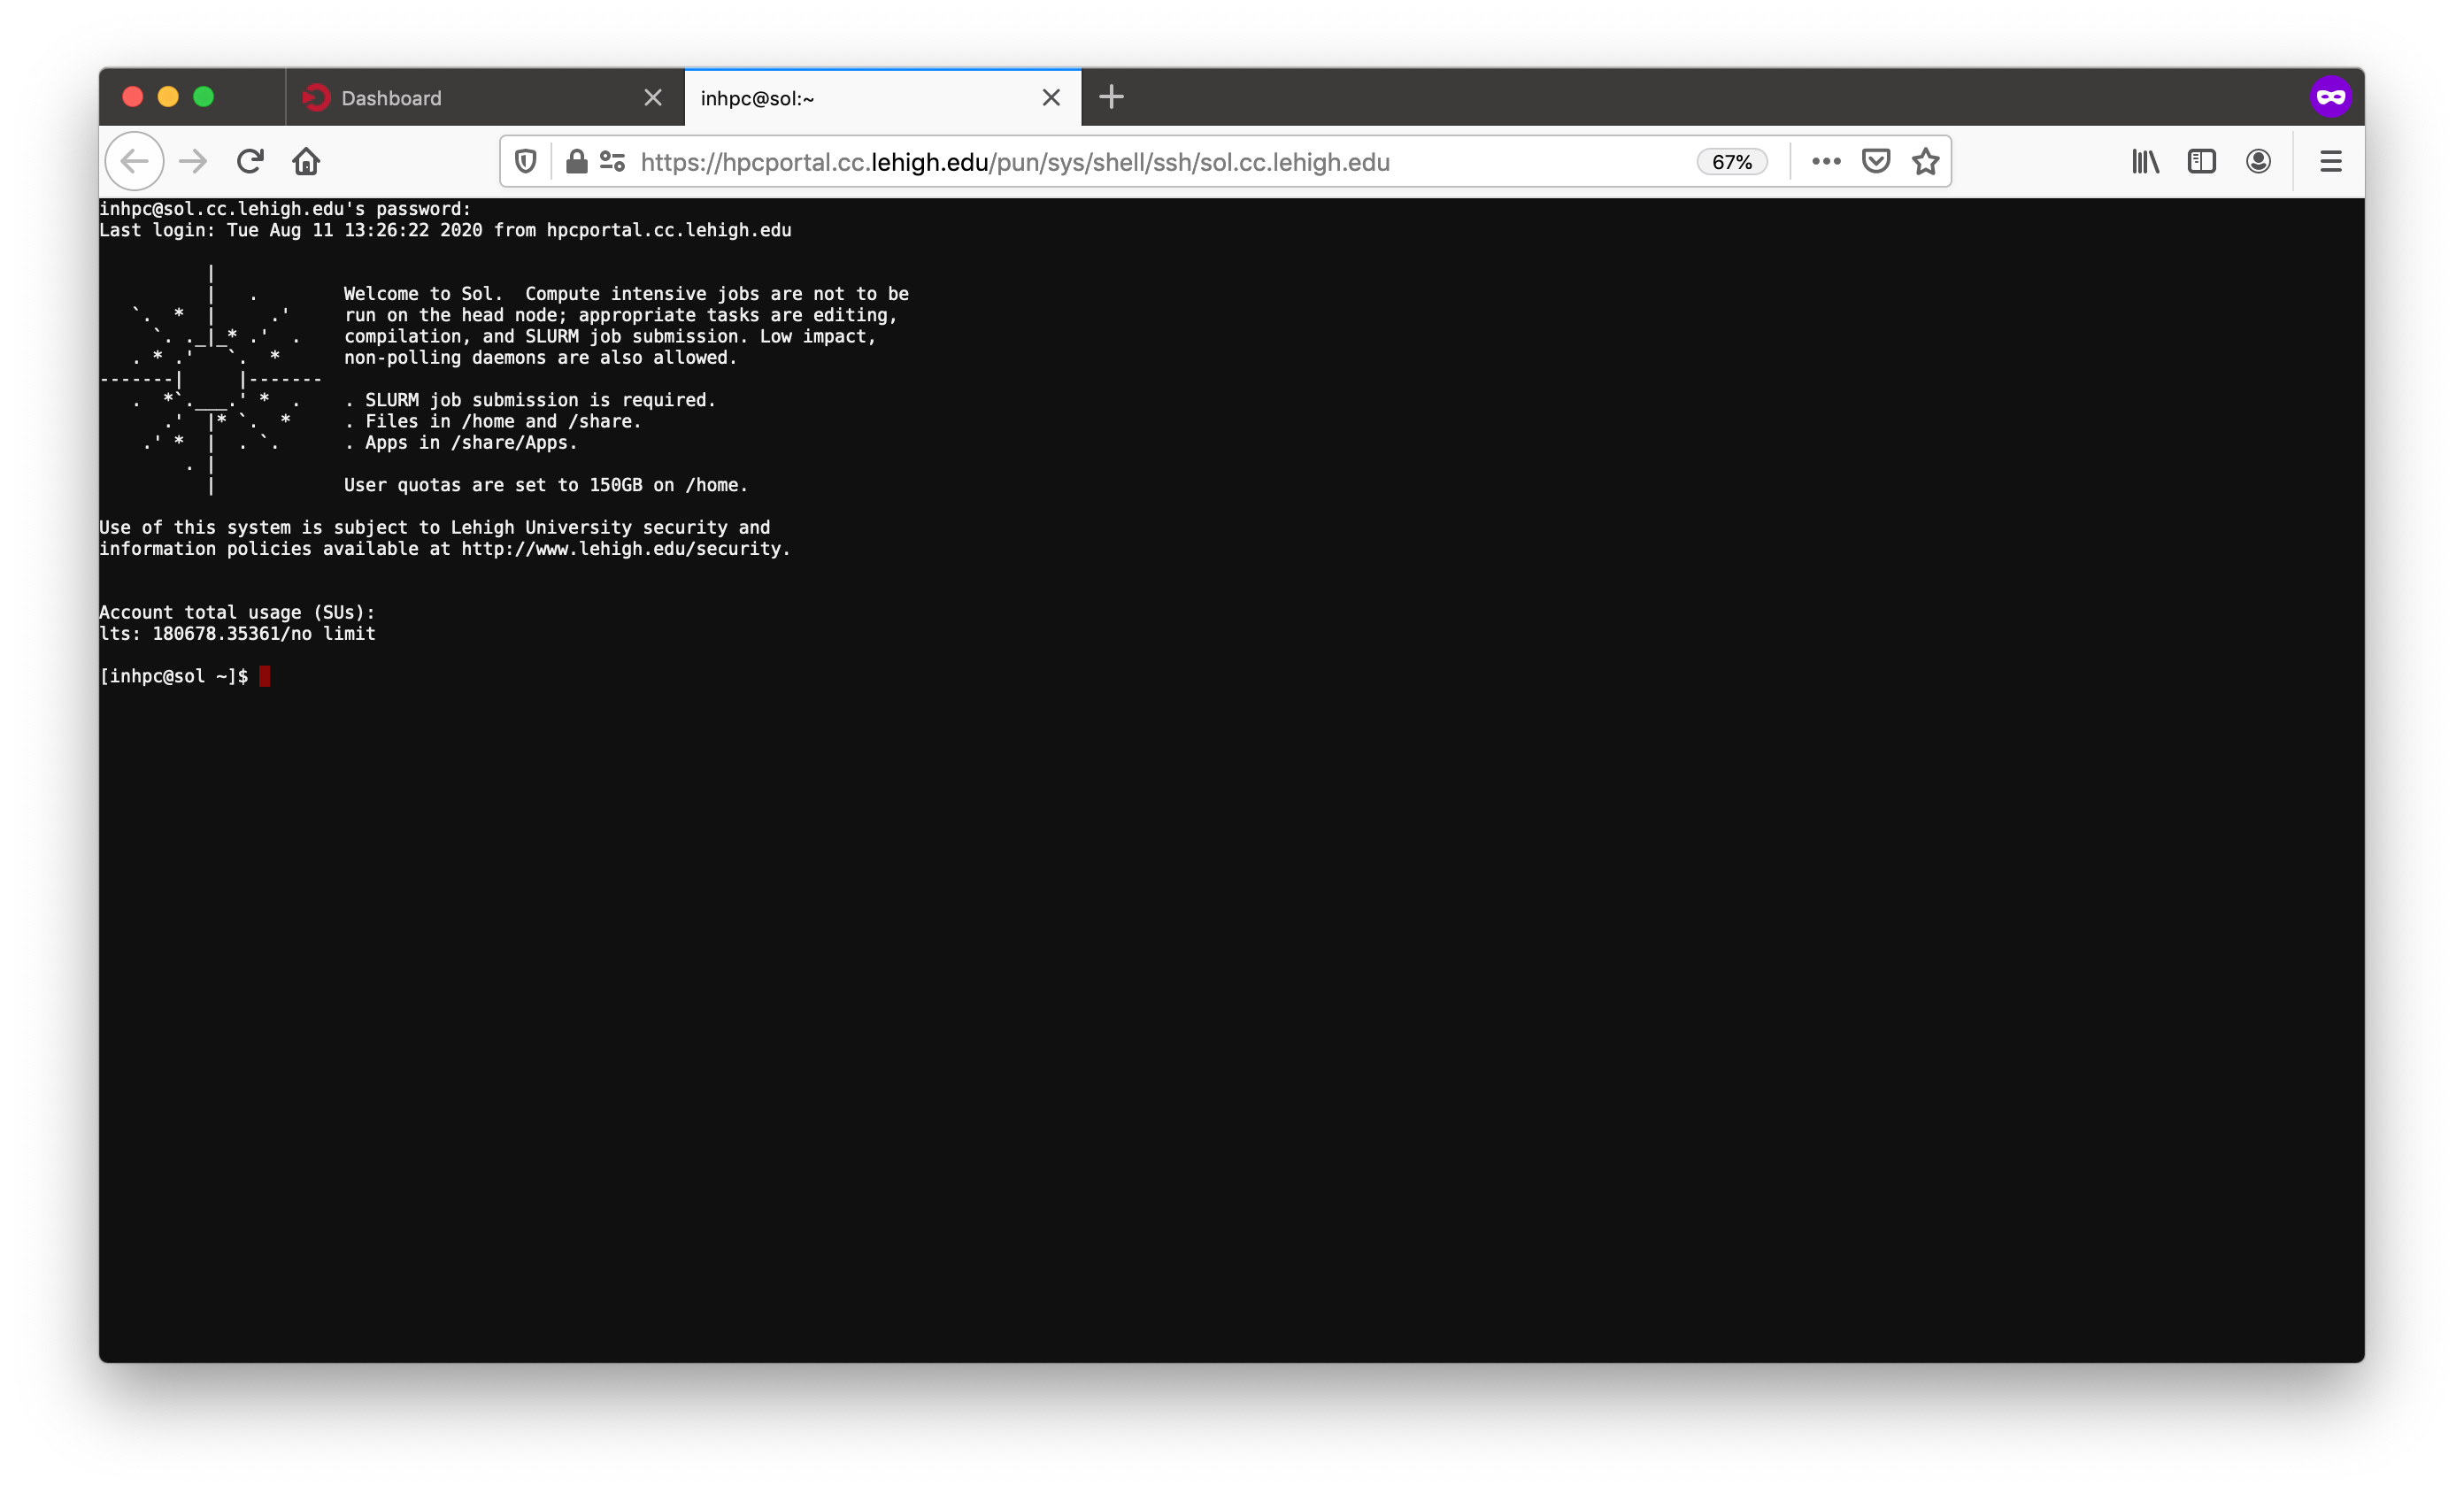 Dashboard
inhpc@sol:~
https://hpcportal.cc.lehigh.edu/pun/sys/shell/ssh/sol.cc.lehigh.edu
67%
inhpc@sol.cc.lehigh.edu's password:
Last login: Tue Aug 11 13:26:22 2020 from hpcportal.cc.lehigh.edu
Welcome to Sol.  Compute intensive jobs are not to be
run on the head node; appropriate tasks are editing,
compilation, and SLURM job submission. Low impact,
non-polling daemons are also allowed.
. SLURM job submission is required.
. Files in /home and /share.
. Apps in /share/Apps.
User quotas are set to 150GB on /home.
Use of this system is subject to Lehigh University security and
information policies available at http://www.lehigh.edu/security.
Account total usage (SUs):
lts: 180678.35361/no limit
[inhpc@sol ~]$